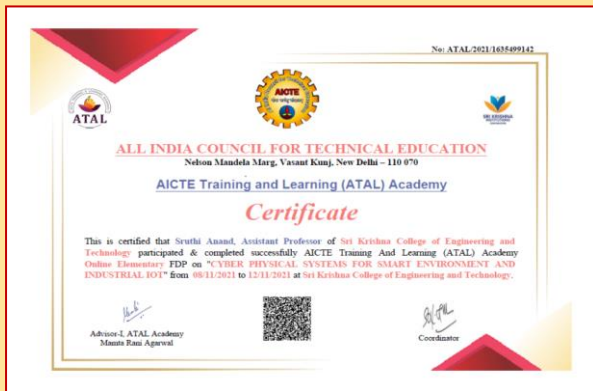 No: ATAL/2021/1635499142
ATAL
AICTE
SRI KRISHNA
INSTITUTIONS
ALL INDIA COUNCIL FOR TECHNICAL EDUCATION
Nelson Mandela Marg, Vasant Kunj, New Delhi – 110 070
AICTE Training and Learning (ATAL) Academy
Certificate
This is certified that Sruthi Anand, Assistant Professor of Sri Krishna College of Engineering and
Technology participated & completed successfully AICTE Training And Learning (ATAL) Academy
Online Elementary FDP on "CYBER PHYSICAL SYSTEMS FOR SMART ENVIRONMENT AND
INDUSTRIAL IOT" from 08/11/2021 to 12/11/2021 at Sri Krishna College of Engineering and Technology.
Advisor-I, ATAL Academy
Mamta Rani Agarwal
Coordinator